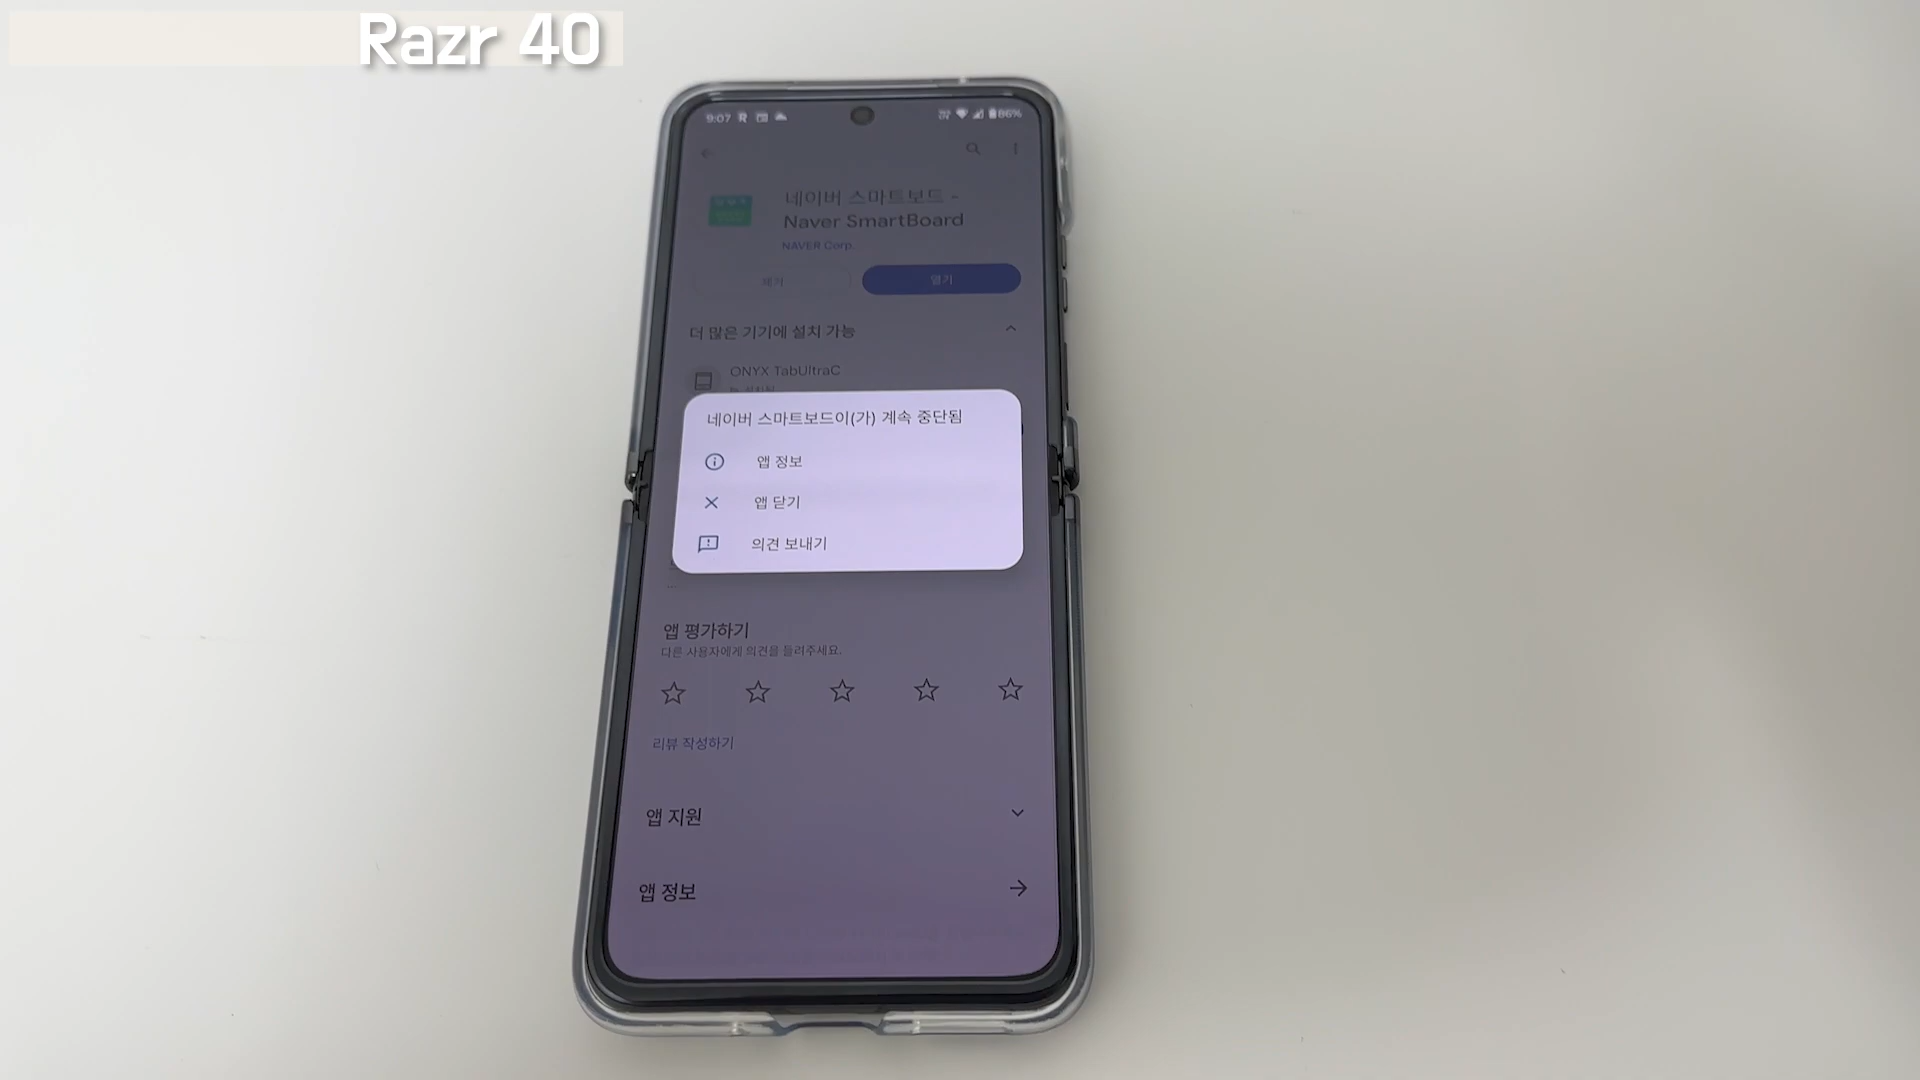 Razr 40
9:07
86%
네이버 스마트보드 -
Naver SmartBoard
NAVER Corp.
제거
열기
더 많은 기기에 설치 가능
ONYX TabUltraC
네이버 스마트보드이(가) 계속 중단됨
앱 정보
앱 닫기
의견 보내기
앱 평가하기
다른 사용자에게 의견을 들려주세요.
리뷰 작성하기
앱 지원
앱 정보